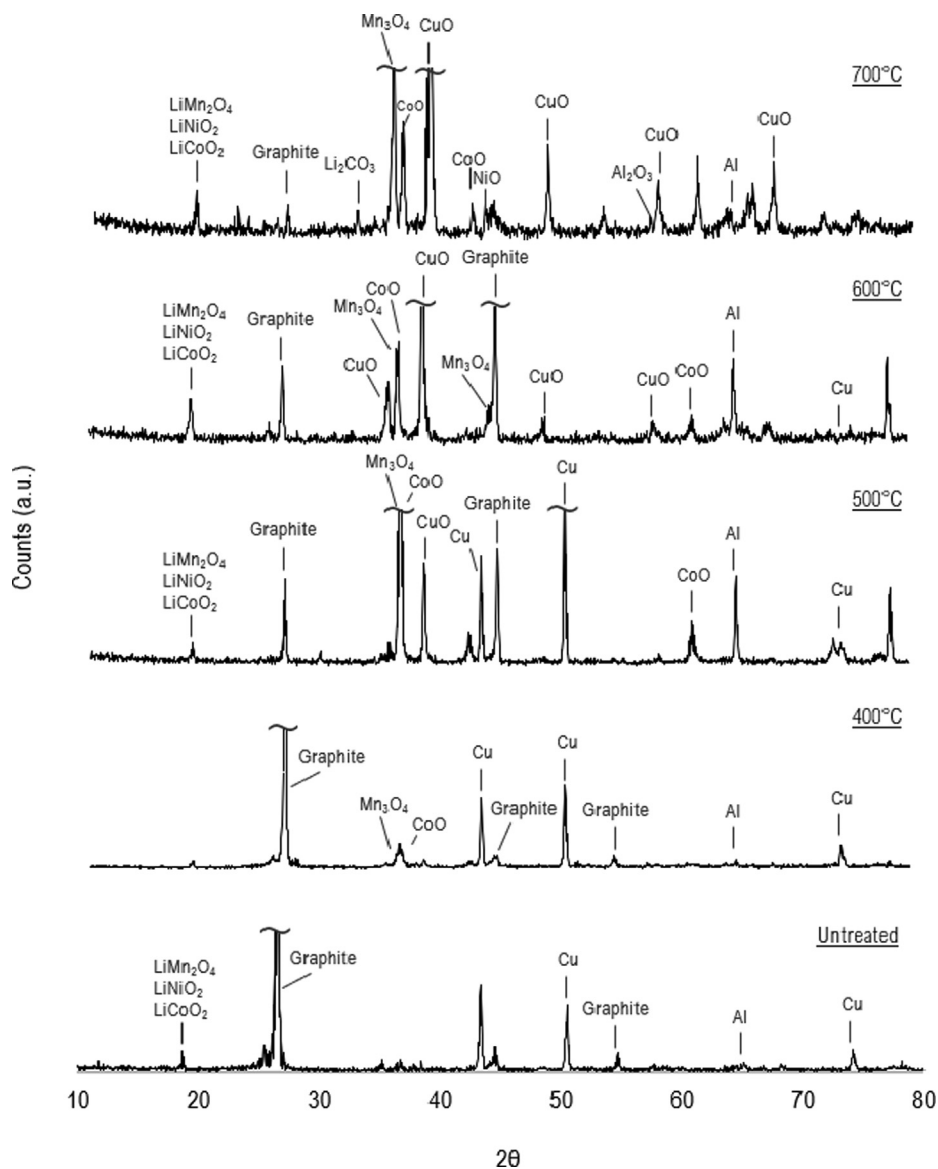 Mn₃O₄
CuO
700°C
LiMn₂O₄
LiNiO₂
LiCoO₂
Graphite
Li₂CO₃
CoO
CoO
NiO
CuO
Al₂O₃
CuO
Al
CuO
600°C
LiMn₂O₄
LiNiO₂
LiCoO₂
Graphite
CuO
Mn₃O₄
CoO
CuO
Mn₃O₄
Graphite
CuO
CuO
CoO
Al
Cu
500°C
LiMn₂O₄
LiNiO₂
LiCoO₂
Graphite
Mn₃O₄
CoO
CuO
Cu
Graphite
Cu
CoO
Al
Cu
400°C
Graphite
Mn₃O₄
CoO
Cu
Graphite
Cu
Graphite
Al
Cu
Untreated
LiMn₂O₄
LiNiO₂
LiCoO₂
Graphite
Cu
Graphite
Al
Cu
Counts (a.u.)
10 20 30 40 50 60 70 80
2θ